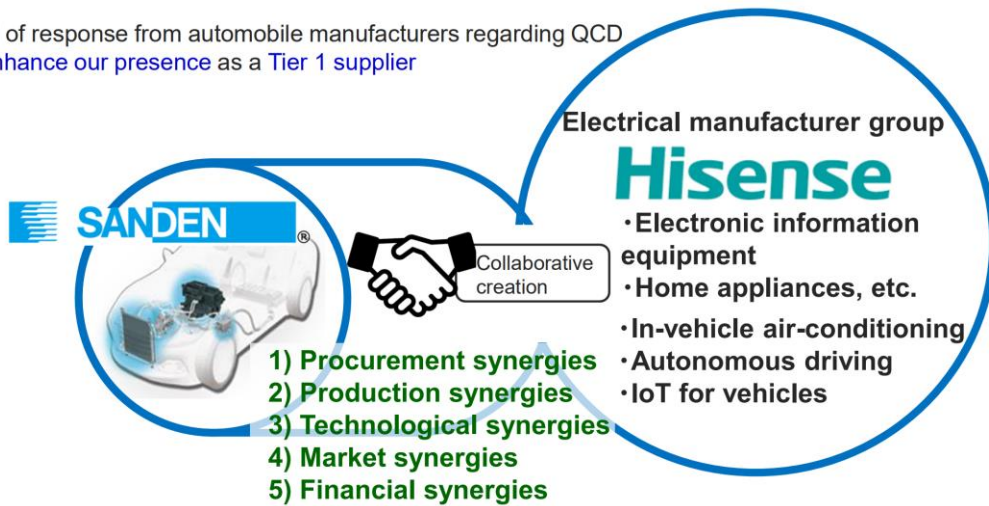 of response from automobile manufacturers regarding QCD
nhance our presence as a Tier 1 supplier
Electrical manufacturer group
Hisense
・Electronic information
equipment
・Home appliances, etc.
・In-vehicle air-conditioning
・Autonomous driving
・IoT for vehicles
SANDEN®
Collaborative
creation
1) Procurement synergies
2) Production synergies
3) Technological synergies
4) Market synergies
5) Financial synergies